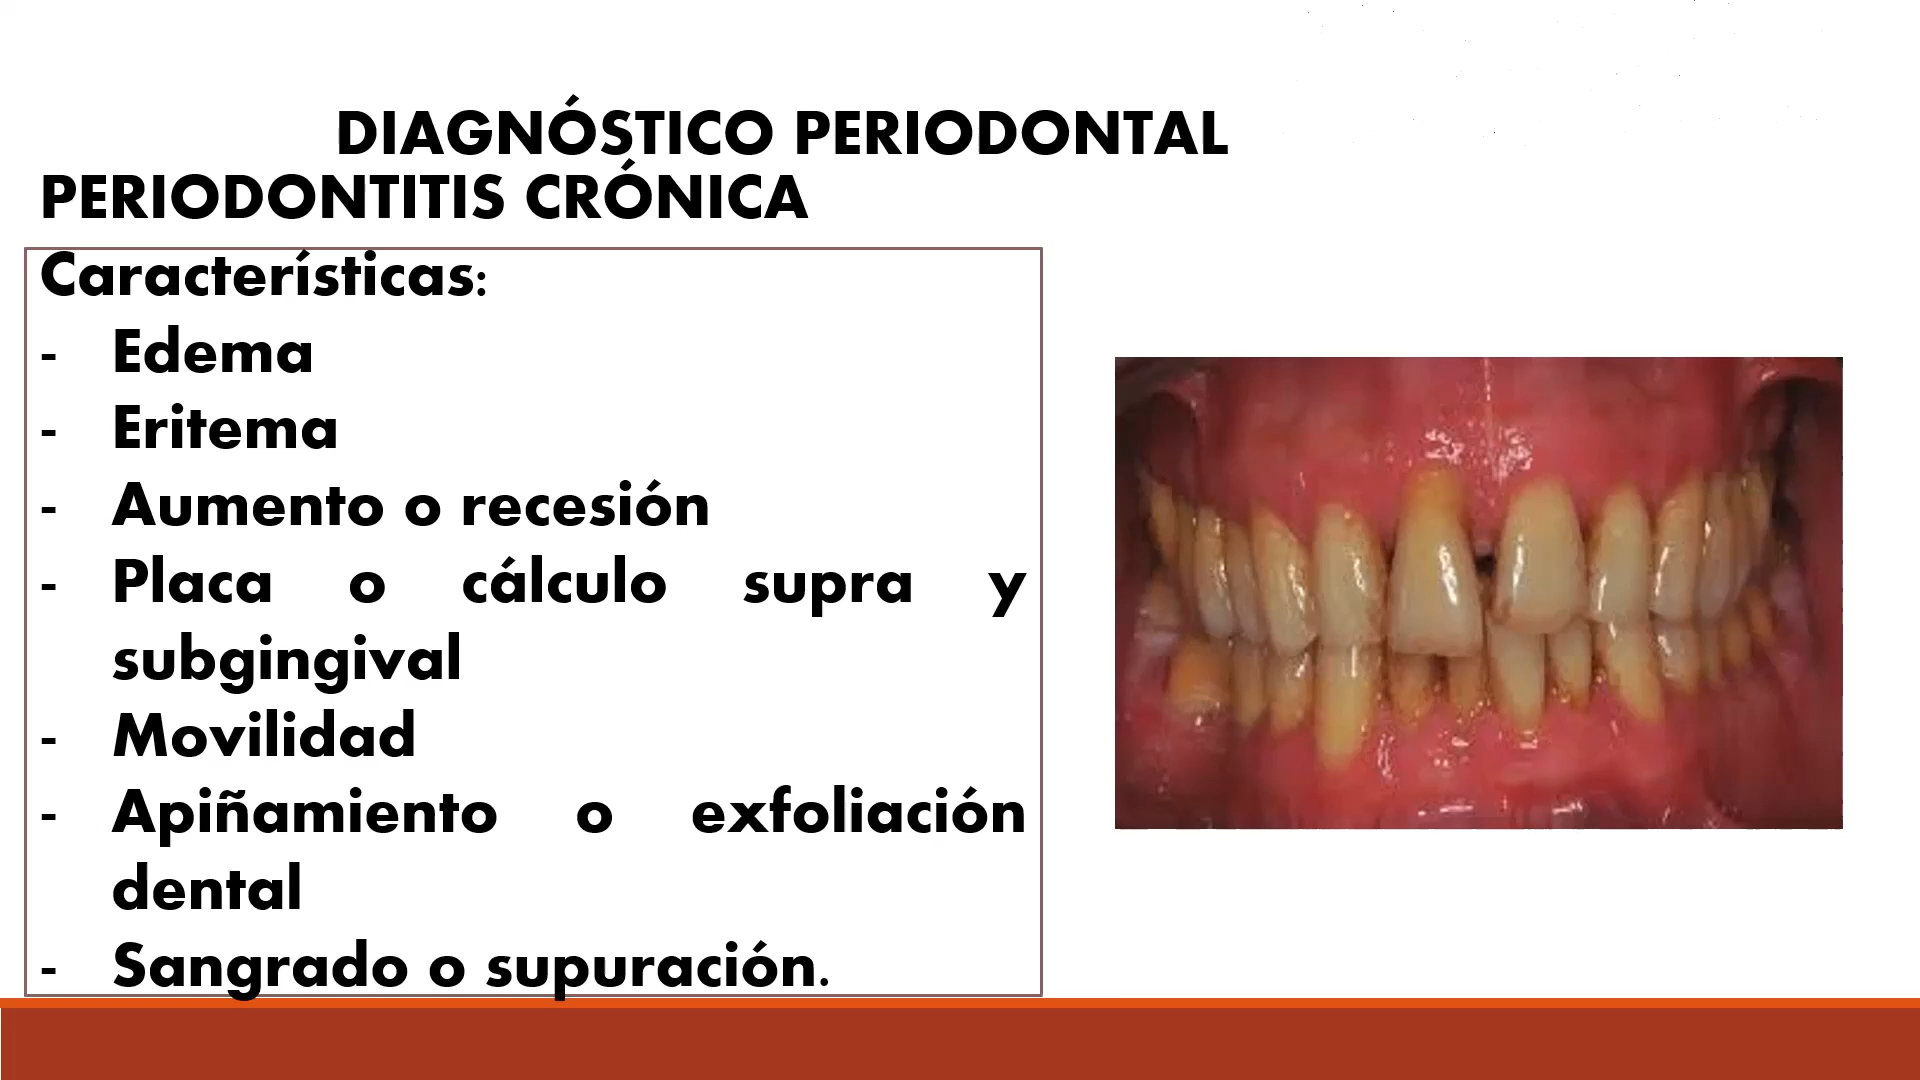 DIAGNÓSTICO PERIODONTAL
PERIODONTITIS CRÓNICA
Características:
- Edema
- Eritema
- Aumento o recesión
- Placa o cálculo supra y
subgingival
- Movilidad
- Apiñamiento o exfoliación
dental
- Sangrado o supuración.